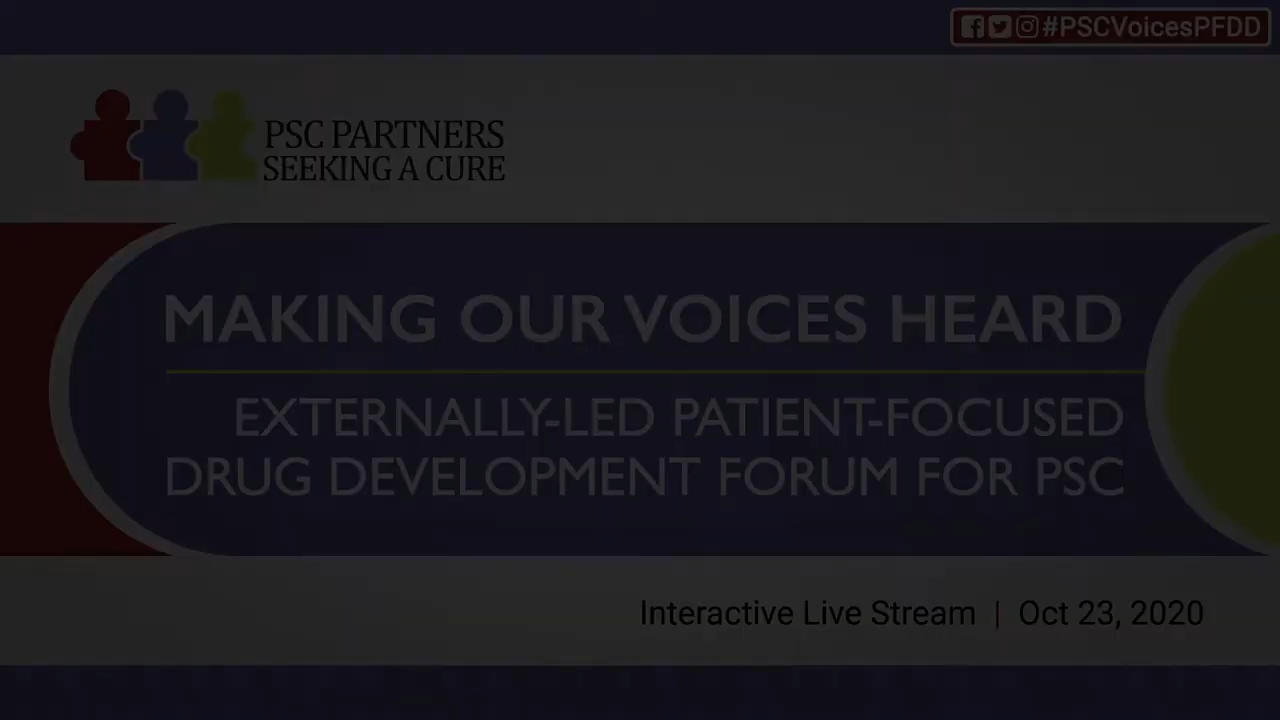 #PSCVoicesPFDD
PSC PARTNERS
SEEKING A CURE
MAKING OUR VOICES HEARD
EXTERNALLY-LED PATIENT-FOCUSED
DRUG DEVELOPMENT FORUM FOR PSC
Interactive Live Stream | Oct 23, 2020